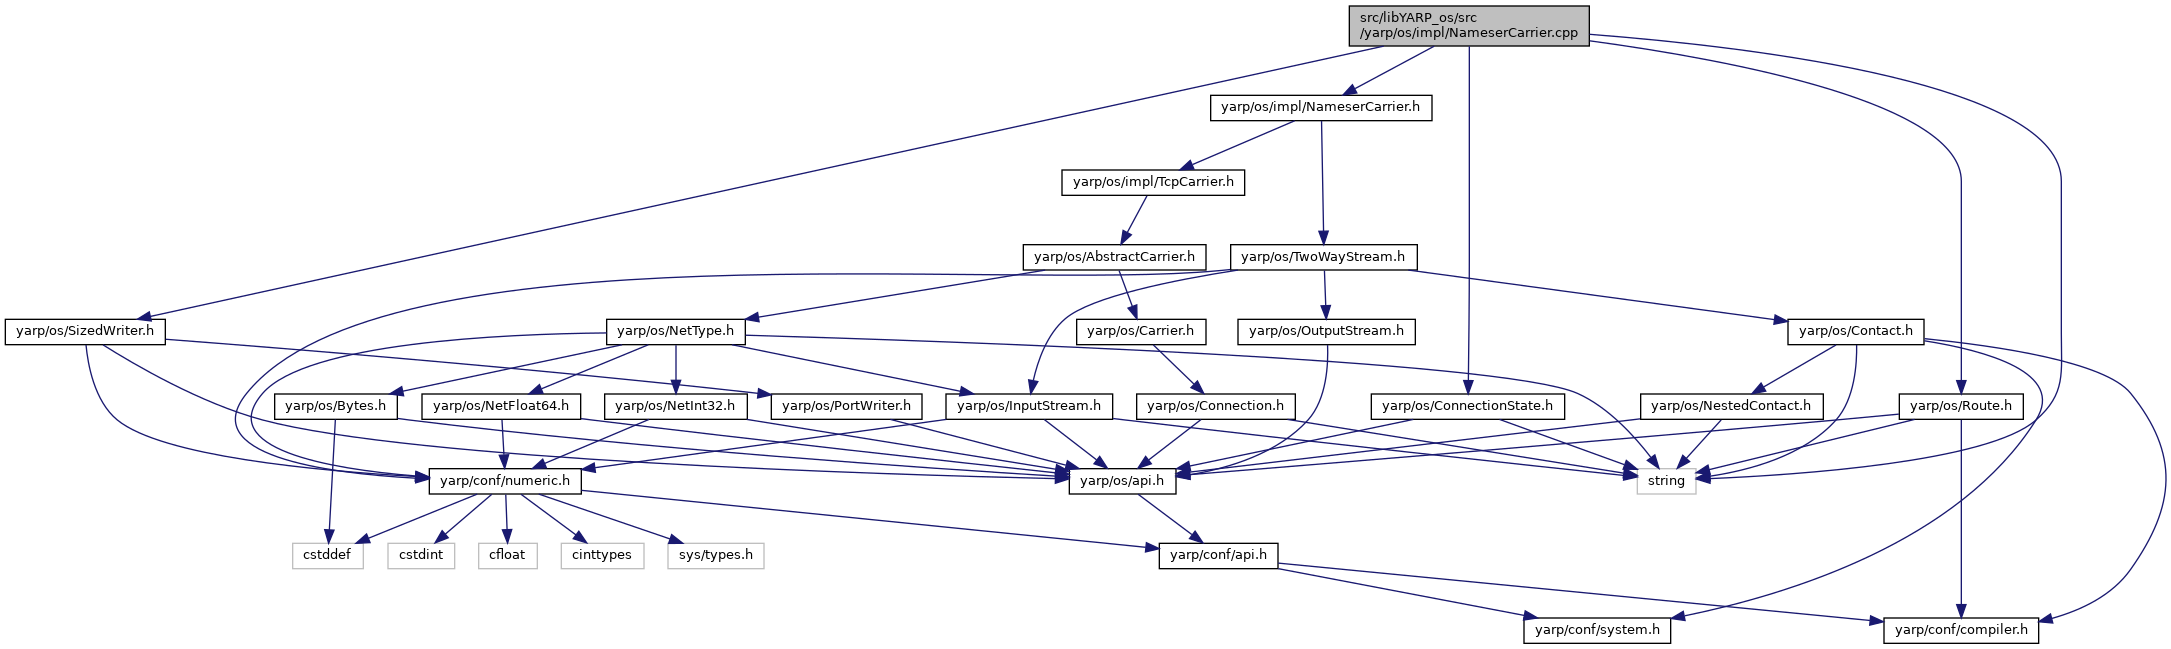 src/libYARP_os/src
/yarp/os/impl/NameserCarrier.cpp
yarp/os/impl/NameserCarrier.h
yarp/os/impl/TcpCarrier.h
yarp/os/AbstractCarrier.h
yarp/os/TwoWayStream.h
yarp/os/SizedWriter.h
yarp/os/NetType.h
yarp/os/Carrier.h
yarp/os/OutputStream.h
yarp/os/Contact.h
yarp/os/Bytes.h
yarp/os/NetFloat64.h
yarp/os/NetInt32.h
yarp/os/PortWriter.h
yarp/os/InputStream.h
yarp/os/Connection.h
yarp/os/ConnectionState.h
yarp/os/NestedContact.h
yarp/os/Route.h
yarp/conf/numeric.h
yarp/os/api.h
string
cstddef
cstdint
cfloat
cinttypes
sys/types.h
yarp/conf/api.h
yarp/conf/system.h
yarp/conf/compiler.h